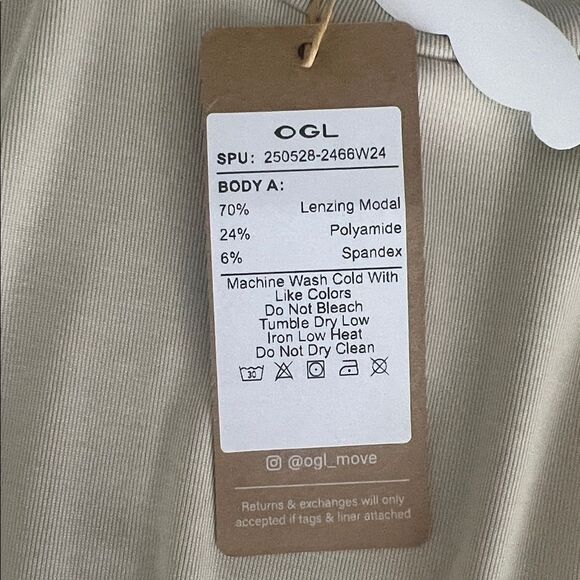 OGL
SPU: 250528-2466W24
BODY A:
70% Lenzing Modal
24% Polyamide
6% Spandex
Machine Wash Cold With
Like Colors
Do Not Bleach
Tumble Dry Low
Iron Low Heat
Do Not Dry Clean
30
@ogl_move
Returns & exchanges will only
accepted if tags & liner attached